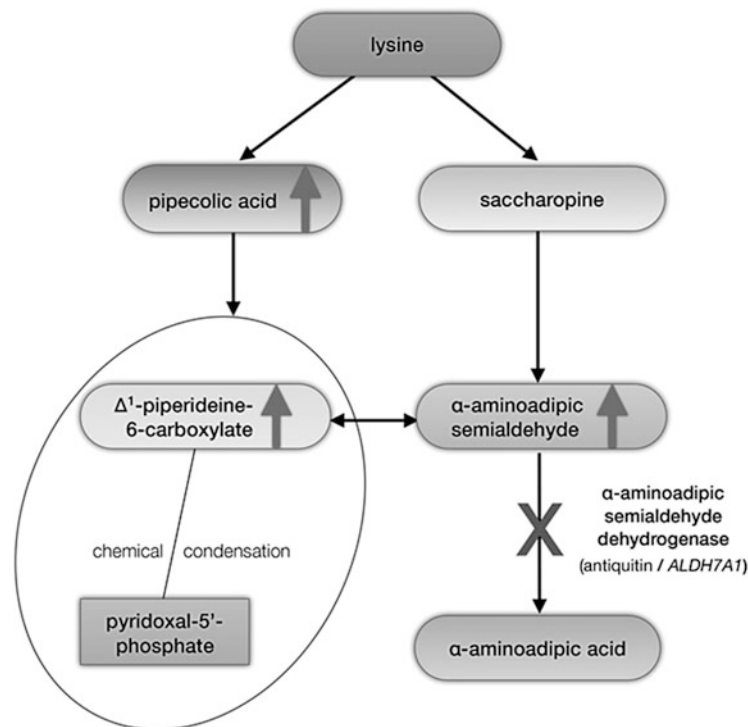 lysine
pipecolic acid
saccharopine
Δ¹-piperideine-
6-carboxylate
α-aminoadipic
semialdehyde
chemical condensation
α-aminoadipic
semialdehyde
dehydrogenase
(antiquitin / ALDH7A1)
pyridoxal-5'-
phosphate
α-aminoadipic acid